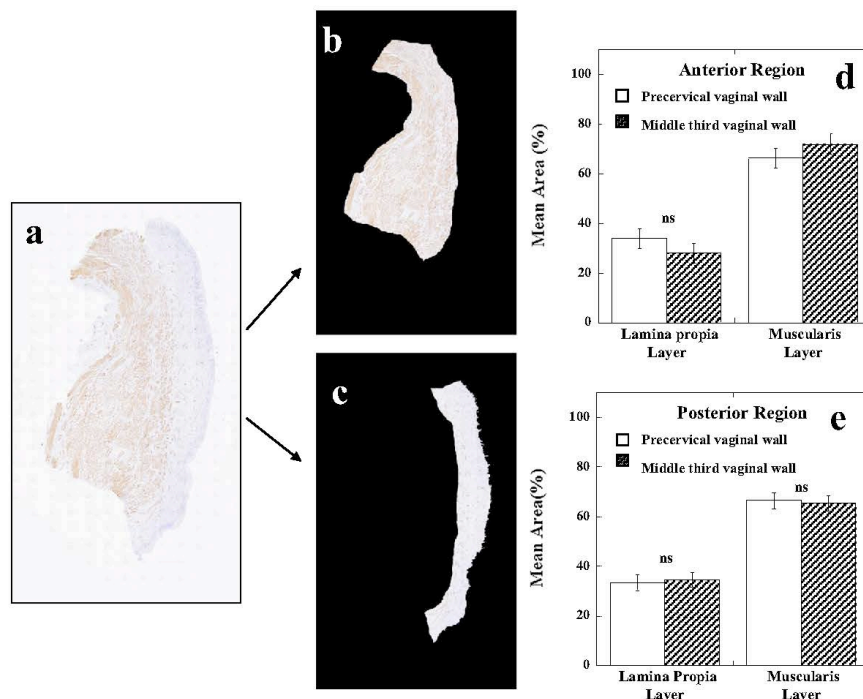 a
b
c
d
Anterior Region
Precervical vaginal wall
Middle third vaginal wall
Mean Area (%)
100
80
60
40
20
0
ns
Lamina propia
Layer
Muscularis
Layer
e
Posterior Region
Precervical vaginal wall
Middle third vaginal wall
Mean Area(%)
100
80
60
40
20
0
ns
ns
Lamina Propia
Layer
Muscularis
Layer